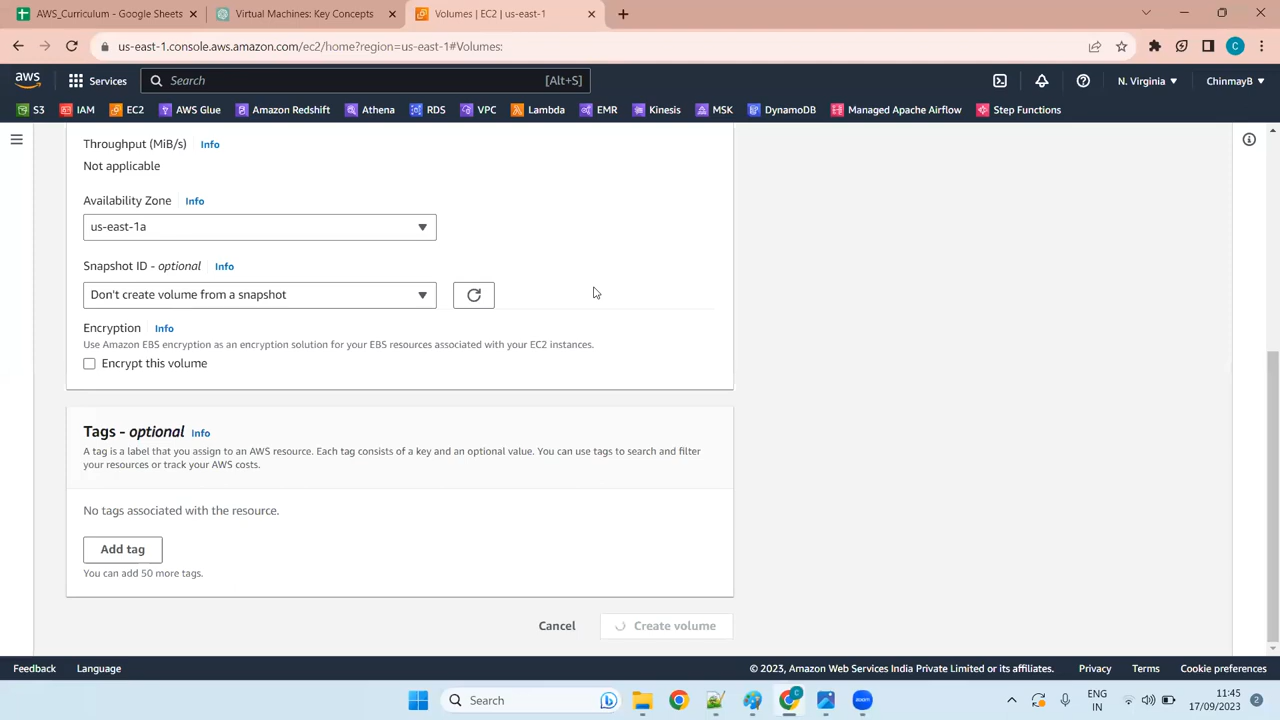 AWS_Curriculum - Google Sheets
Virtual Machines: Key Concepts
Volumes | EC2 | us-east-1
us-east-1.console.aws.amazon.com/ec2/home?region=us-east-1#Volumes:
C
aws
Services
Search
[Alt+S]
N. Virginia
ChinmayB
S3
IAM
EC2
AWS Glue
Amazon Redshift
Athena
RDS
VPC
Lambda
EMR
Kinesis
MSK
DynamoDB
Managed Apache Airflow
Step Functions
Throughput (MiB/s) Info
Not applicable
Availability Zone Info
us-east-1a
Snapshot ID - optional Info
Don't create volume from a snapshot
Encryption Info
Use Amazon EBS encryption as an encryption solution for your EBS resources associated with your EC2 instances.
Encrypt this volume
Tags - optional Info
A tag is a label that you assign to an AWS resource. Each tag consists of a key and an optional value. You can use tags to search and filter
your resources or track your AWS costs.
No tags associated with the resource.
Add tag
You can add 50 more tags.
Cancel
Create volume
Feedback
Language
© 2023, Amazon Web Services India Private Limited or its affiliates.
Privacy
Terms
Cookie preferences
Search
ENG
IN
11:45
17/09/2023
2